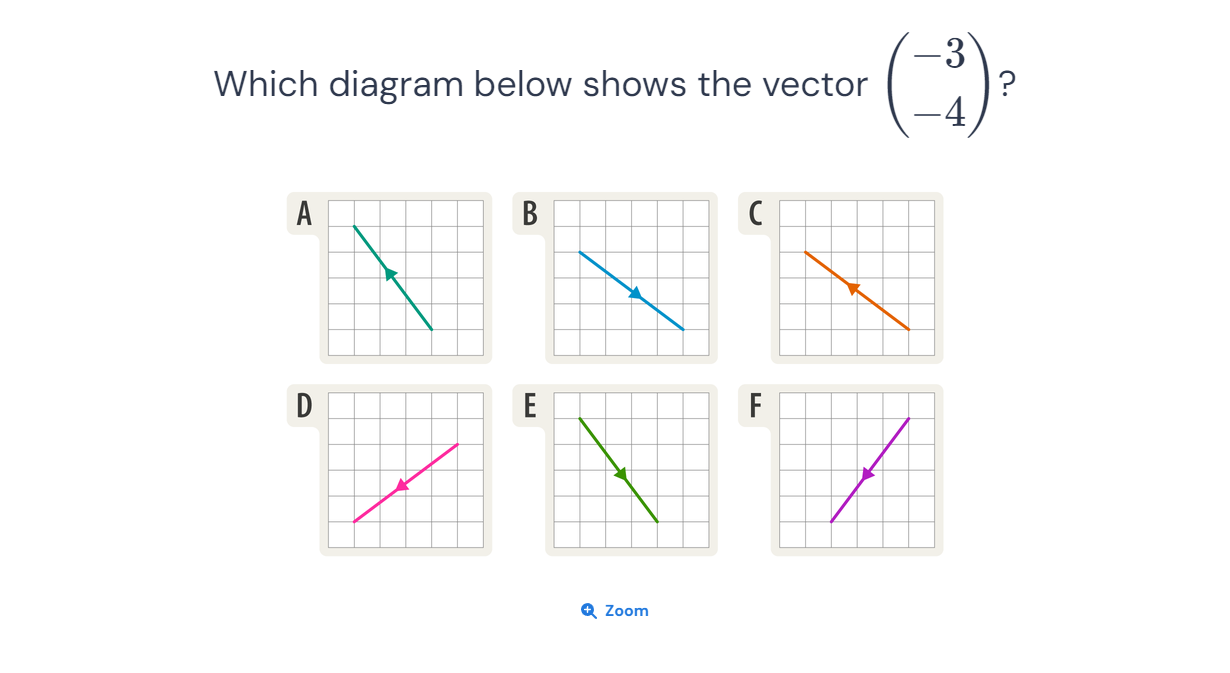 Which diagram below shows the vector (−3 −4)?
A B C
D E F
Zoom